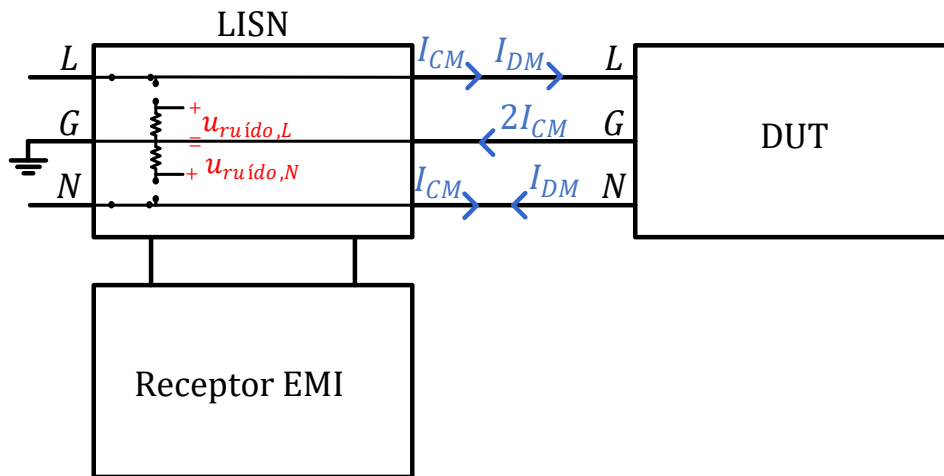 LISN
L I_CM I_DM L
+
u_ruído,L
G 2I_CM G
−
DUT
+ u_ruído,N
N I_CM I_DM N
Receptor EMI